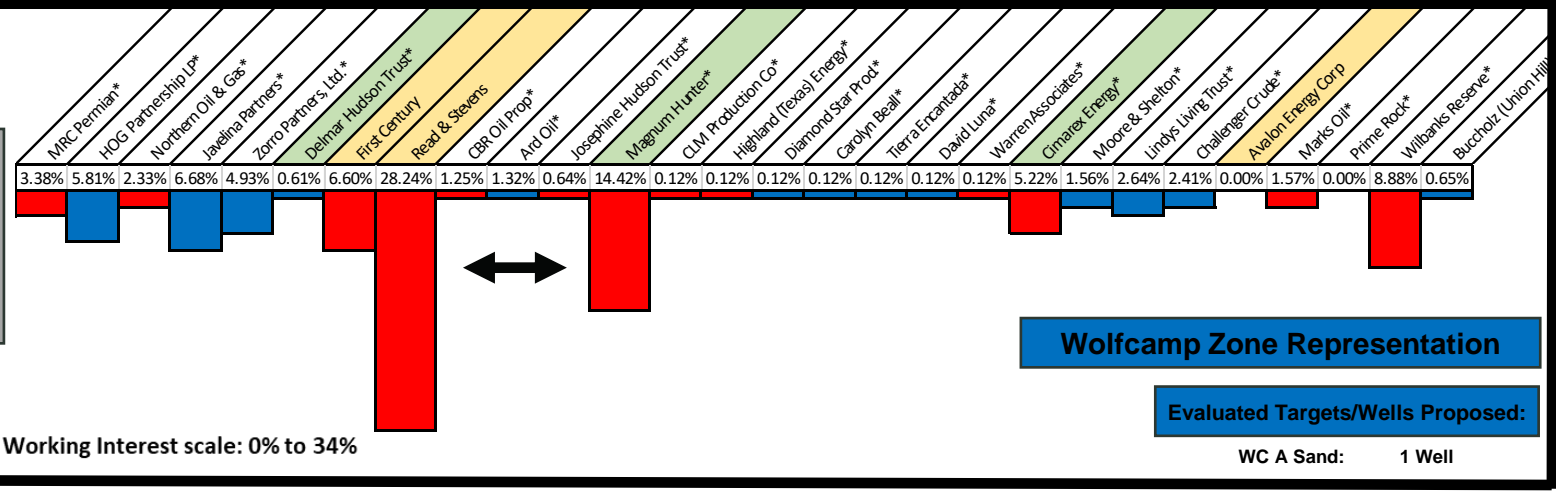 MRC Permian*
HOG Partnership LP*
Northern Oil & Gas*
Javelina Partners*
Zorro Partners, Ltd.*
Delmar Hudson Trust*
First Century
Read & Stevens
CBR Oil Prop*
Ard Oil*
Josephine Hudson Trust*
Magnum Hunter*
CLM Production Co*
Highland (Texas) Energy*
Diamond Star Prod*
Carolyn Beall*
Tierra Encantada*
David Luna*
Warren Associates*
Cimarex Energy*
Moore & Shelton*
Lindys Living Trust*
Challenger Crude*
Avalon Energy Corp
Marks Oil*
Prime Rock*
Wilbanks Reserve*
Buccholz (Union Hill
3.38% 5.81% 2.33% 6.68% 4.93% 0.61% 6.60% 28.24% 1.25% 1.32% 0.64% 14.42% 0.12% 0.12% 0.12% 0.12% 0.12% 0.12% 0.12% 5.22% 1.56% 2.64% 2.41% 0.00% 1.57% 0.00% 8.88% 0.65%
Wolfcamp Zone Representation
Evaluated Targets/Wells Proposed:
Working Interest scale: 0% to 34%
WC A Sand: 1 Well